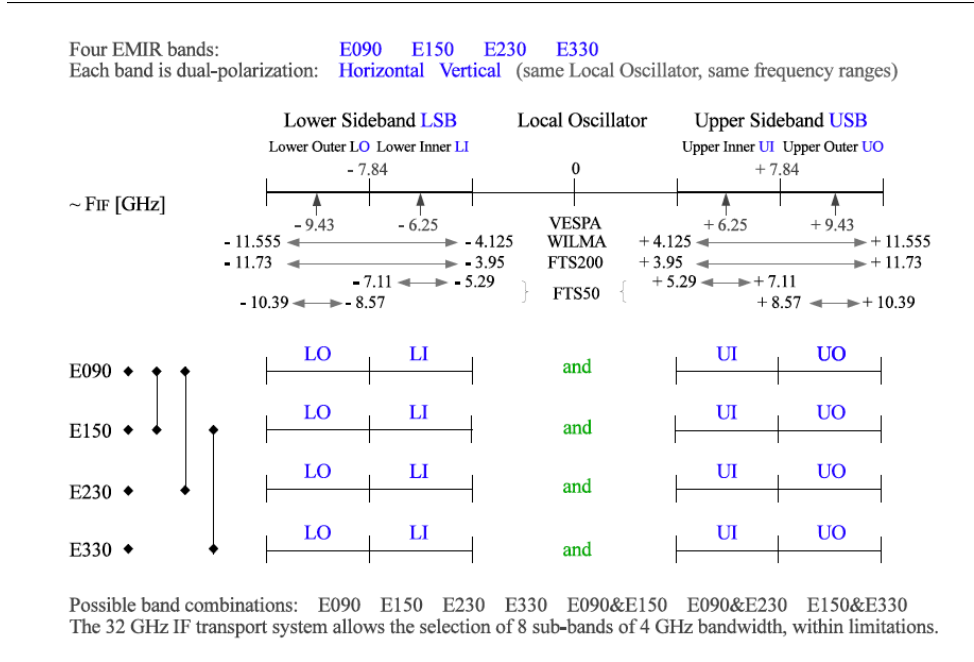 Four EMIR bands: E090 E150 E230 E330
Each band is dual-polarization: Horizontal Vertical (same Local Oscillator, same frequency ranges)
Lower Sideband LSB Local Oscillator Upper Sideband USB
Lower Outer LO Lower Inner LI Upper Inner UI Upper Outer UO
- 7.84 0 + 7.84
~ FIF [GHz]
- 9.43 - 6.25 VESPA + 6.25 + 9.43
- 11.555 - 4.125 WILMA + 4.125 + 11.555
- 11.73 - 3.95 FTS200 + 3.95 + 11.73
- 7.11 - 5.29 + 5.29 + 7.11
- 10.39 - 8.57 } FTS50 { + 8.57 + 10.39
E090 LO LI and UI UO
E150 LO LI and UI UO
E230 LO LI and UI UO
E330 LO LI and UI UO
Possible band combinations: E090 E150 E230 E330 E090&E150 E090&E230 E150&E330
The 32 GHz IF transport system allows the selection of 8 sub-bands of 4 GHz bandwidth, within limitations.